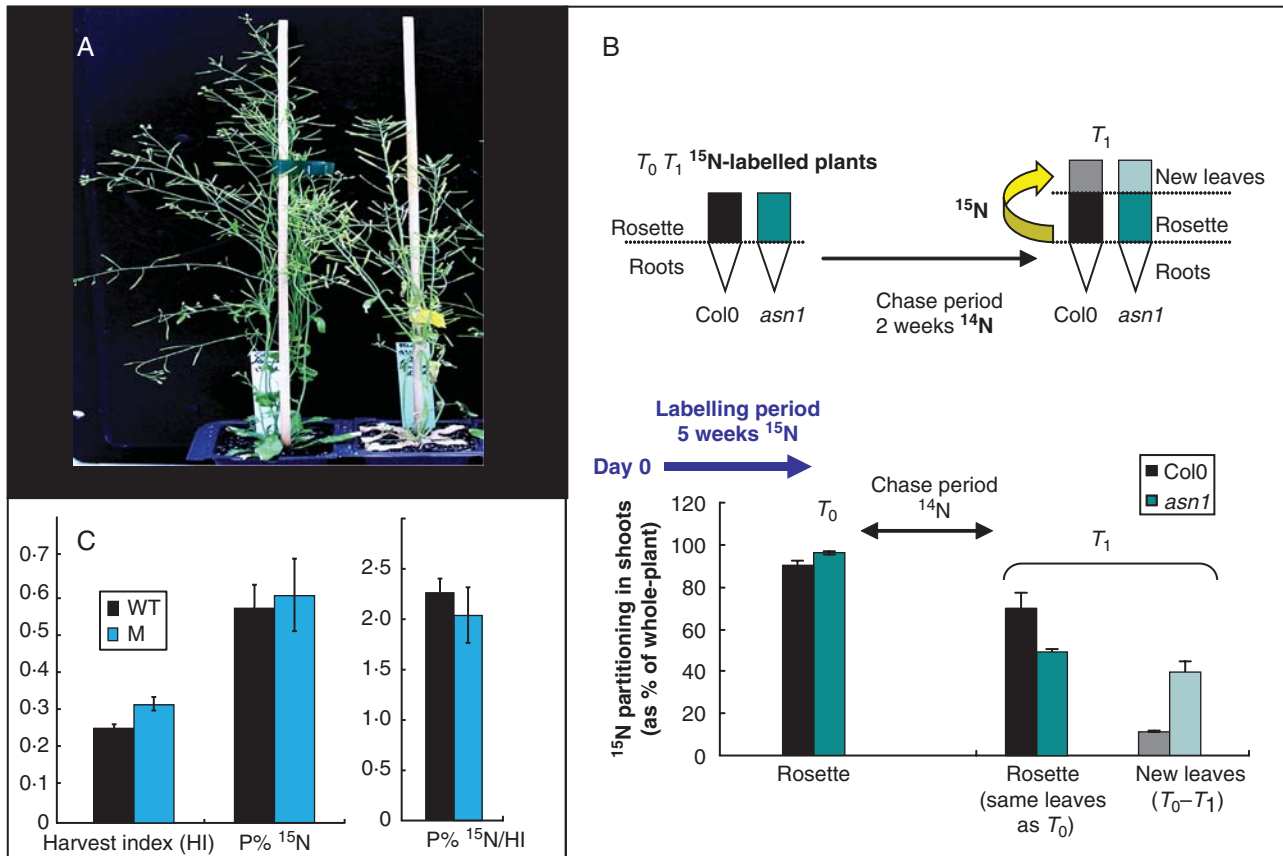 A
B
T0 T1 15N-labelled plants
T1
New leaves
15N
Rosette
Rosette
Roots
Roots
Col0
asn1
Chase period
2 weeks 14N
Col0
asn1
Labelling period
5 weeks 15N
Day 0
Col0
asn1
Chase period
14N
T0
T1
15N partitioning in shoots
(as % of whole-plant)
120
100
80
60
40
20
0
Rosette
Rosette
(same leaves
as T0)
New leaves
(T0–T1)
C
0·7
0·6
0·5
0·4
0·3
0·2
0·1
0
WT
M
Harvest index (HI)
P% 15N
2·5
2·0
1·5
1·0
0·5
0
P% 15N/HI